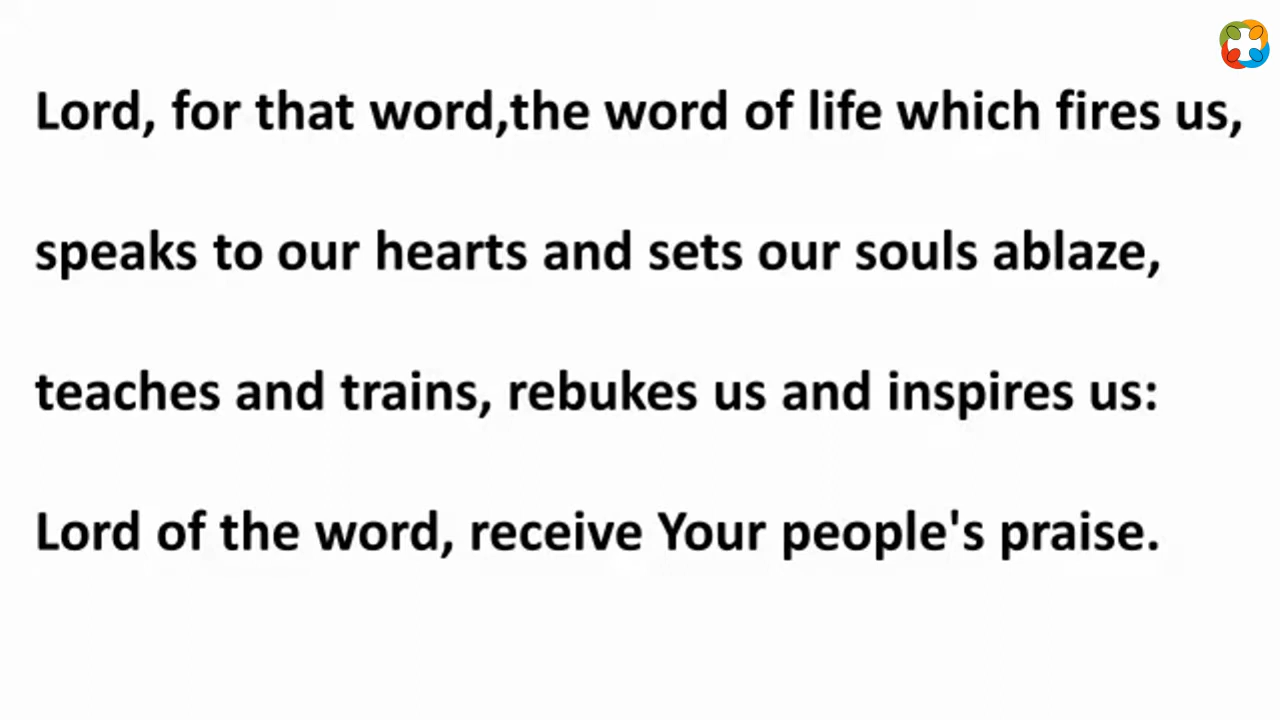 Lord, for that word,the word of life which fires us,
speaks to our hearts and sets our souls ablaze,
teaches and trains, rebukes us and inspires us:
Lord of the word, receive Your people's praise.